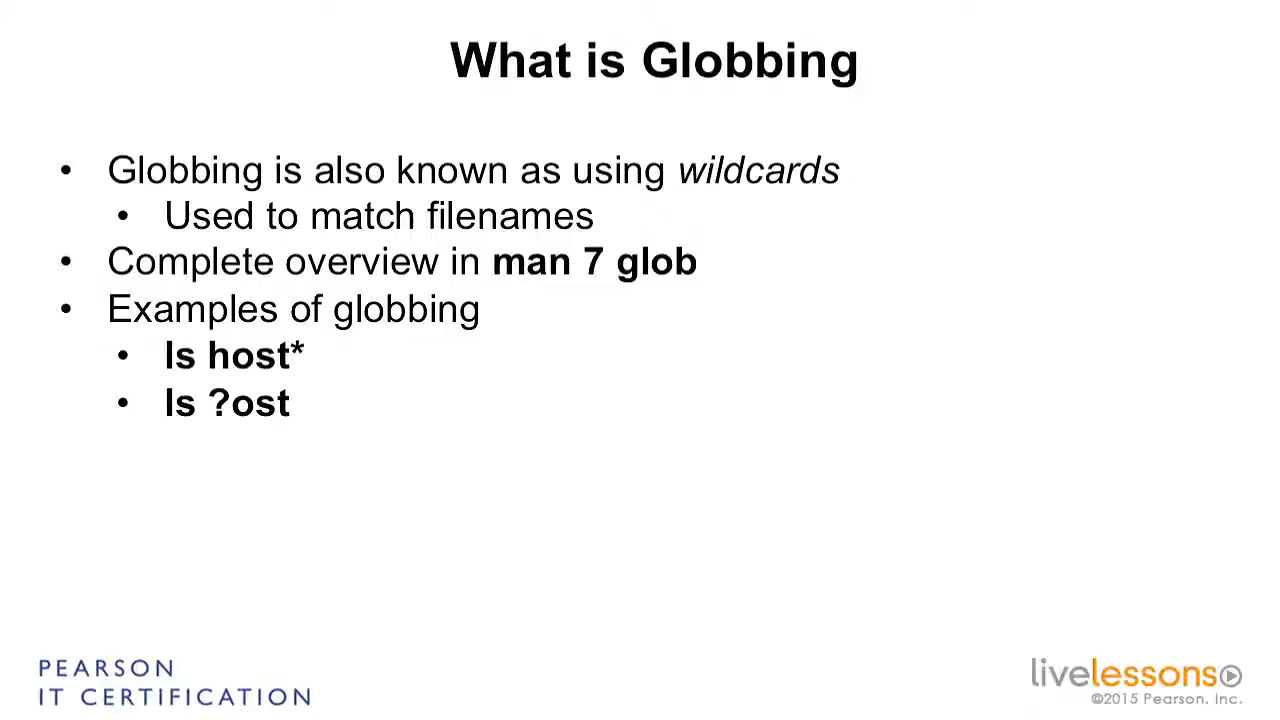 What is Globbing
• Globbing is also known as using wildcards
• Used to match filenames
• Complete overview in man 7 glob
• Examples of globbing
• ls host*
• ls ?ost
PEARSON
IT CERTIFICATION
livelessons
©2015 Pearson, Inc.